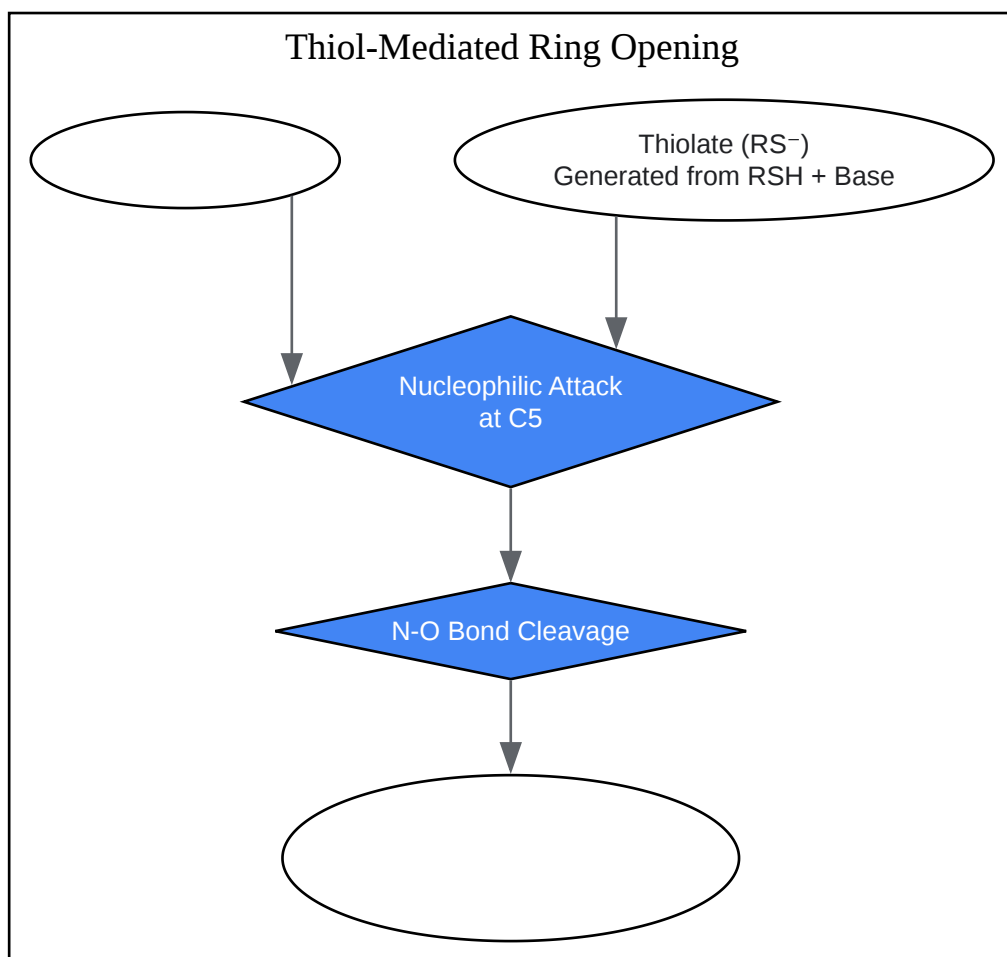 Thiol-Mediated Ring Opening
Thiolate (RS⁻)
Generated from RSH + Base
Nucleophilic Attack
at C5
N-O Bond Cleavage